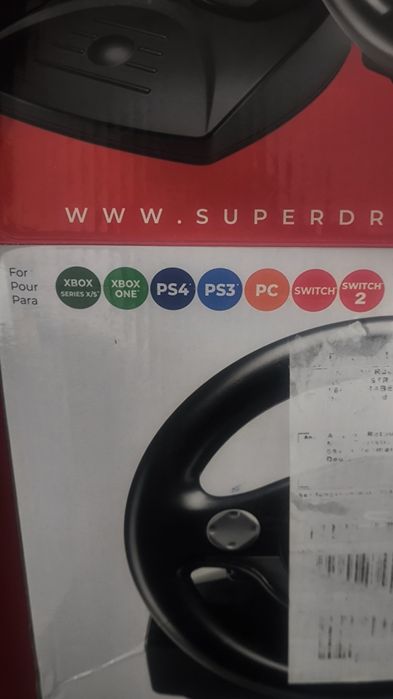 WWW.SUPERDR
For
Pour
Para
XBOX
SERIES X/S
XBOX
ONE
PS4
PS3
PC
SWITCH
SWITCH
2